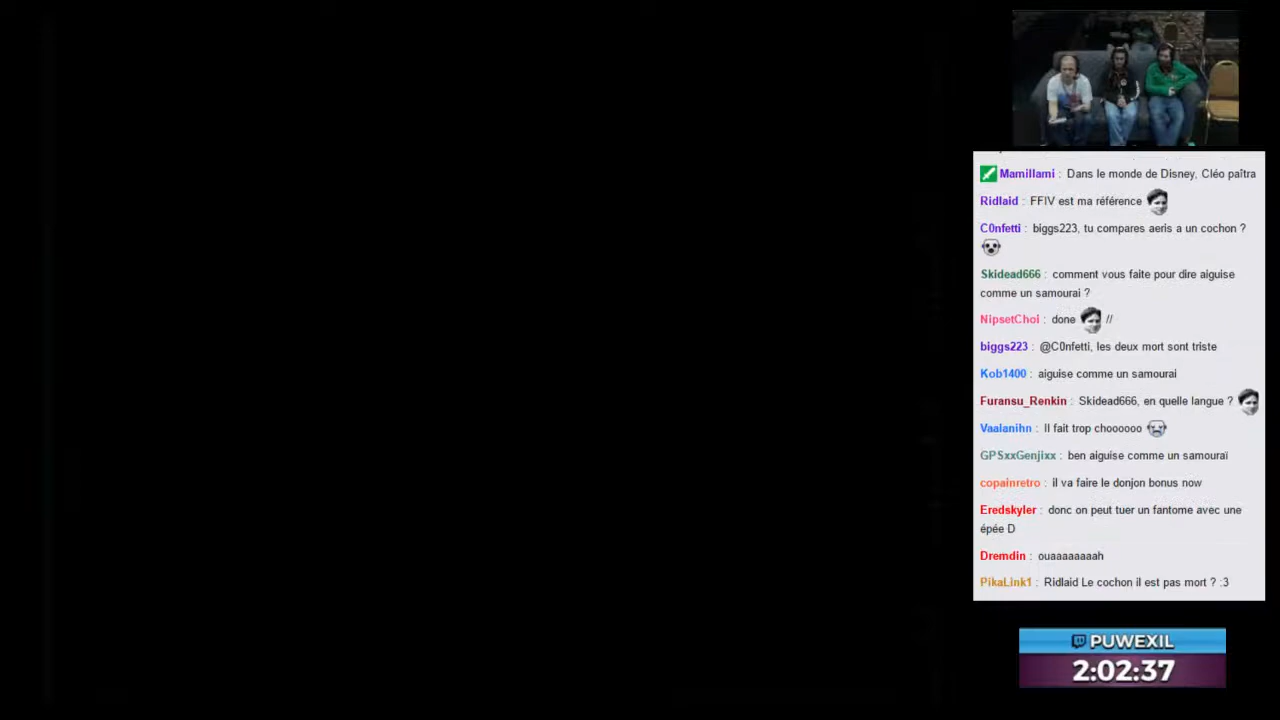 Mamillami : Dans le monde de Disney, Cléo paîtra
Ridlaid : FFIV est ma référence
C0nfetti : biggs223, tu compares aeris a un cochon ?
Skidead666 : comment vous faite pour dire aiguise
comme un samourai ?
NipsetChoi : done //
biggs223 : @C0nfetti, les deux mort sont triste
Kob1400 : aiguise comme un samourai
Furansu_Renkin : Skidead666, en quelle langue ?
Vaalanihn : Il fait trop choooooo
GPSxxGenjixx : ben aiguise comme un samouraï
copainretro : il va faire le donjon bonus now
Eredskyler : donc on peut tuer un fantome avec une
épée D
Dremdin : ouaaaaaaaah
PikaLink1 : Ridlaid Le cochon il est pas mort ? :3
PUWEXIL
2:02:37